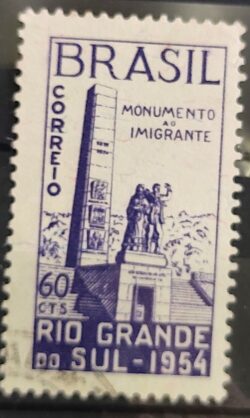 BRASIL
CORREIO
MONUMENTO
AO
IMIGRANTE
60
CTS
RIO GRANDE
DO SUL - 1954